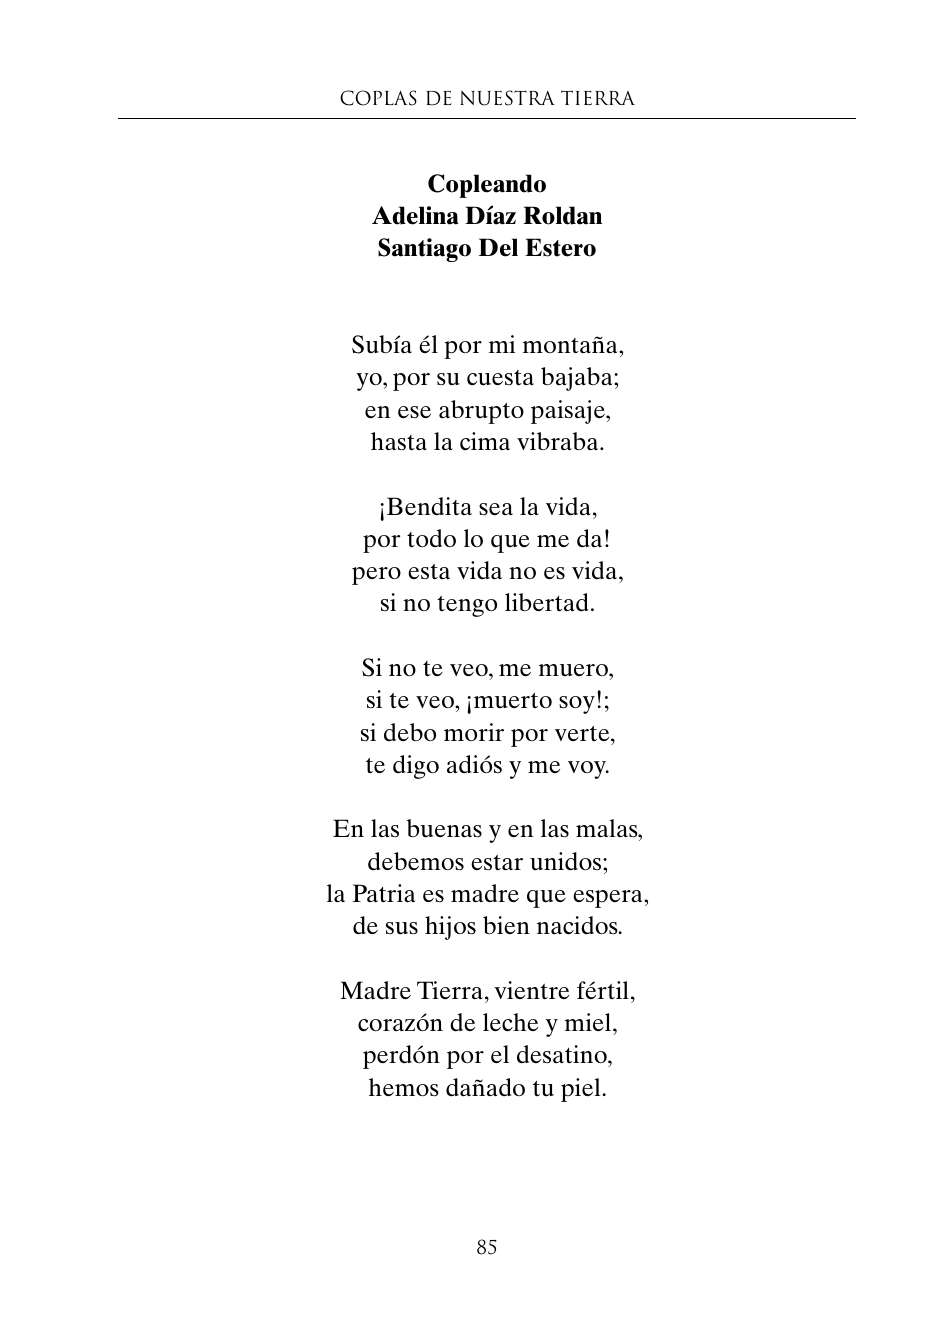 COPLAS DE NUESTRA TIERRA
Copleando
Adelina Díaz Roldan
Santiago Del Estero
Subía él por mi montaña,
yo, por su cuesta bajaba;
en ese abrupto paisaje,
hasta la cima vibraba.
¡Bendita sea la vida,
por todo lo que me da!
pero esta vida no es vida,
si no tengo libertad.
Si no te veo, me muero,
si te veo, ¡muerto soy!;
si debo morir por verte,
te digo adiós y me voy.
En las buenas y en las malas,
debemos estar unidos;
la Patria es madre que espera,
de sus hijos bien nacidos.
Madre Tierra, vientre fértil,
corazón de leche y miel,
perdón por el desatino,
hemos dañado tu piel.
85